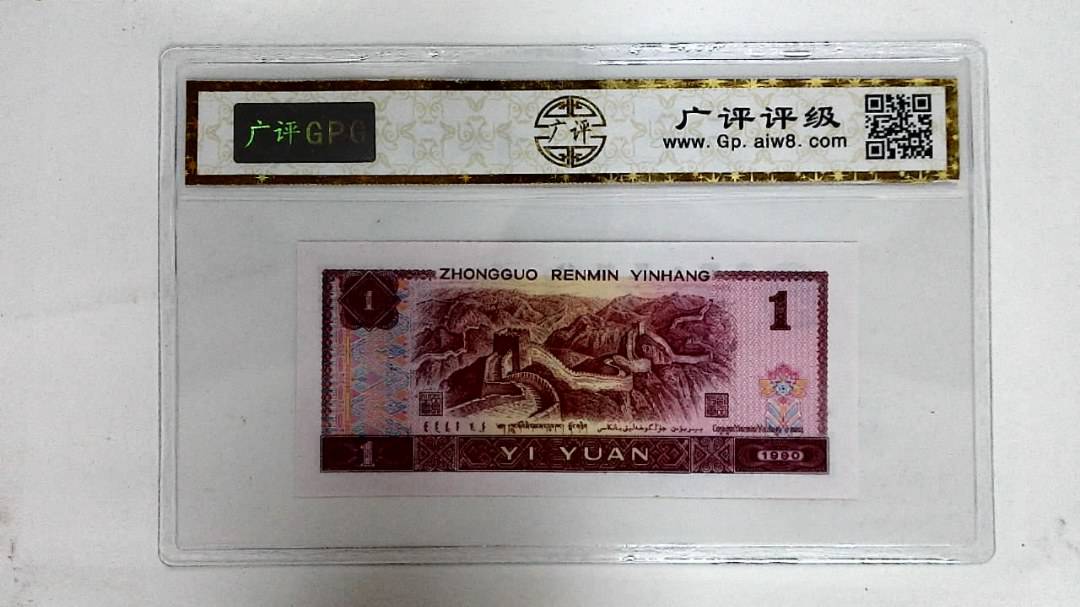 广评GPG
广评
广评评级
www. Gp. aiw8. com
ZHONGGUO RENMIN YINHANG
1
1
1
YI YUAN
1990